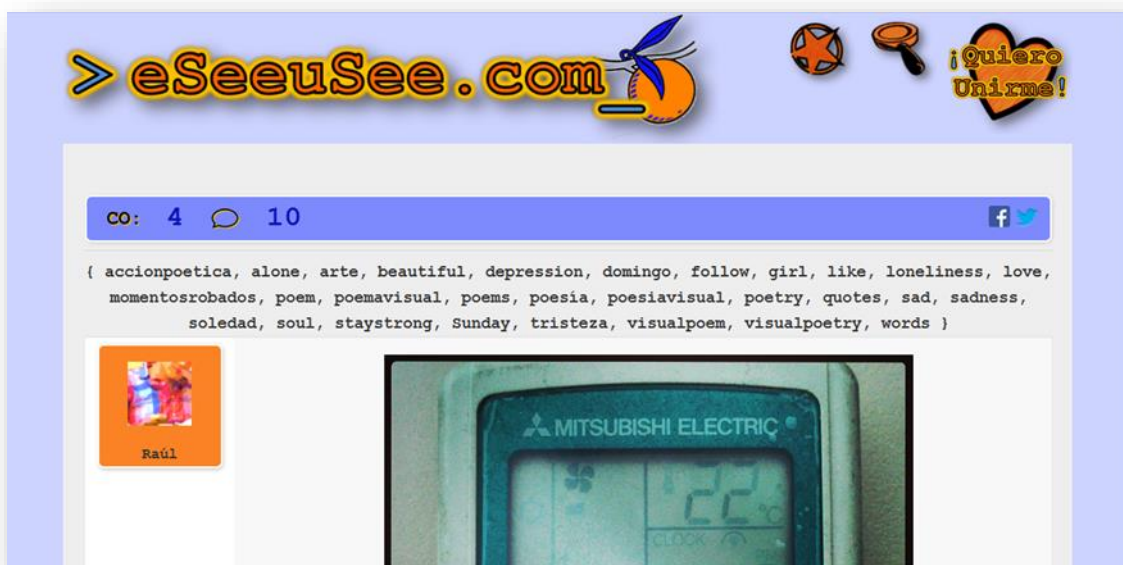 > eSeeuSee.com_
¡Quiero
Unirme!
co: 4 10
{ accionpoetica, alone, arte, beautiful, depression, domingo, follow, girl, like, loneliness, love,
momentosrobados, poem, poemavisual, poems, poesía, poesiavisual, poetry, quotes, sad, sadness,
soledad, soul, staystrong, Sunday, tristeza, visualpoem, visualpoetry, words }
Raúl
MITSUBISHI ELECTRIC
22 °C
CLOCK